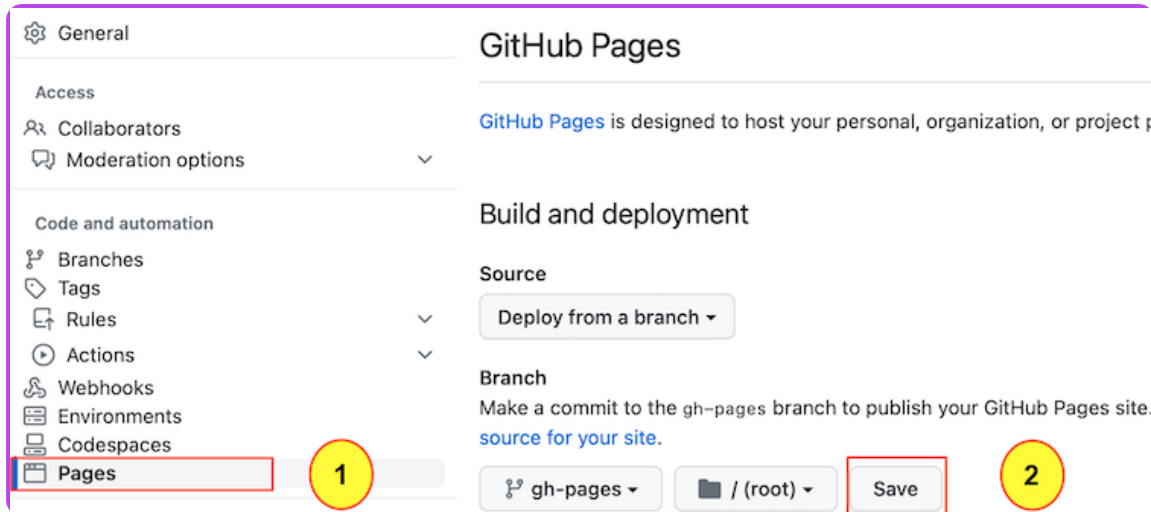 General
Access
Collaborators
Moderation options
Code and automation
Branches
Tags
Rules
Actions
Webhooks
Environments
Codespaces
Pages
1
GitHub Pages
GitHub Pages is designed to host your personal, organization, or project
Build and deployment
Source
Deploy from a branch
Branch
Make a commit to the gh-pages branch to publish your GitHub Pages site.
source for your site.
gh-pages
/ (root)
Save
2